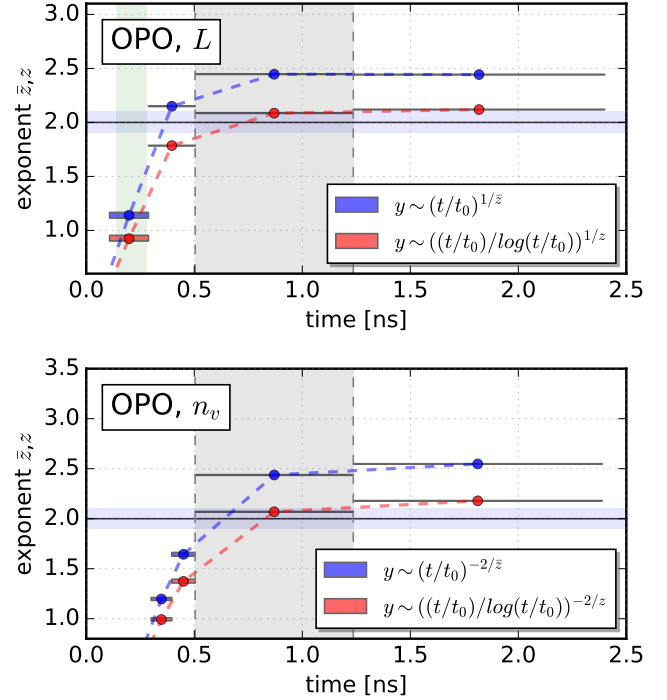 3.0
2.5
2.0
1.5
1.0
exponent z̄,z
OPO, L
y ~ (t/t₀)^{1/z̄}
y ~ ((t/t₀)/log(t/t₀))^{1/z}
0.0 0.5 1.0 1.5 2.0 2.5
time [ns]
3.5
3.0
2.5
2.0
1.5
1.0
exponent z̄,z
OPO, nᵥ
y ~ (t/t₀)^{-2/z̄}
y ~ ((t/t₀)/log(t/t₀))^{-2/z}
0.0 0.5 1.0 1.5 2.0 2.5
time [ns]